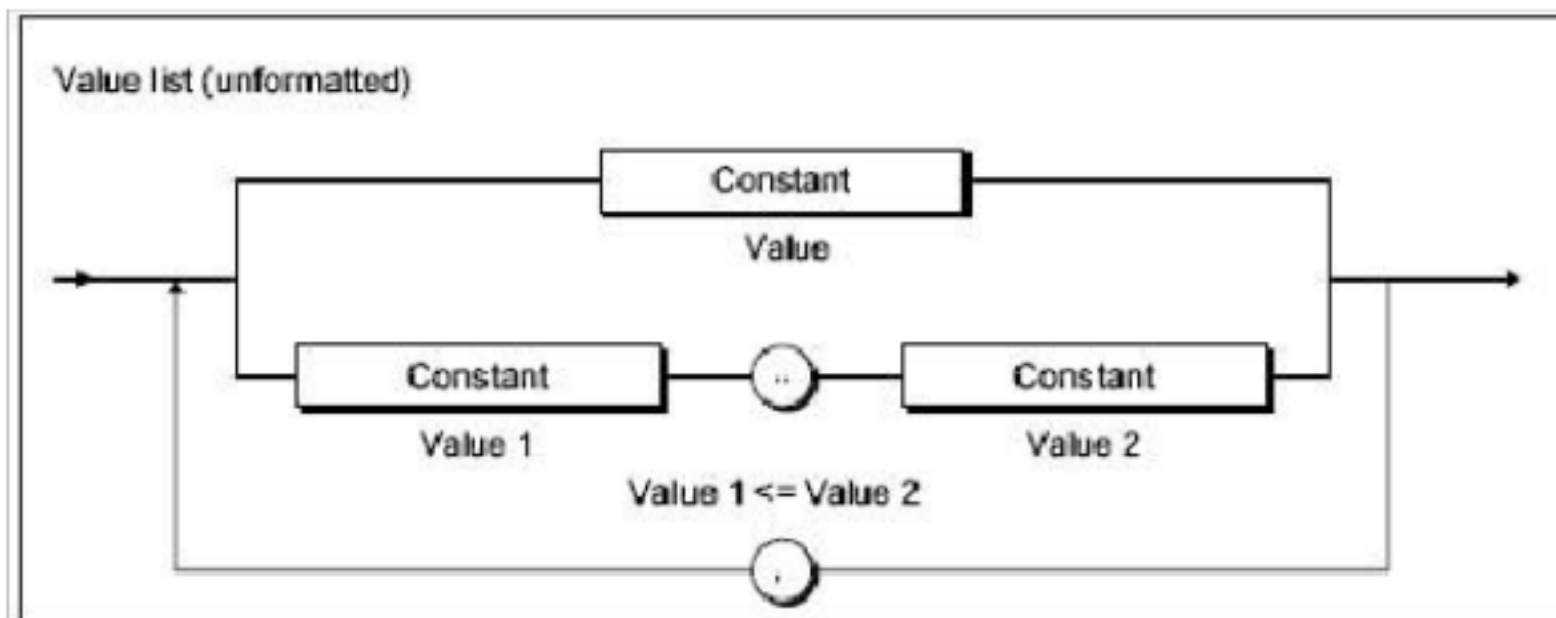 Value list (unformatted)
Constant
Value
Constant .. Constant
Value 1 Value 2
Value 1 <= Value 2
,